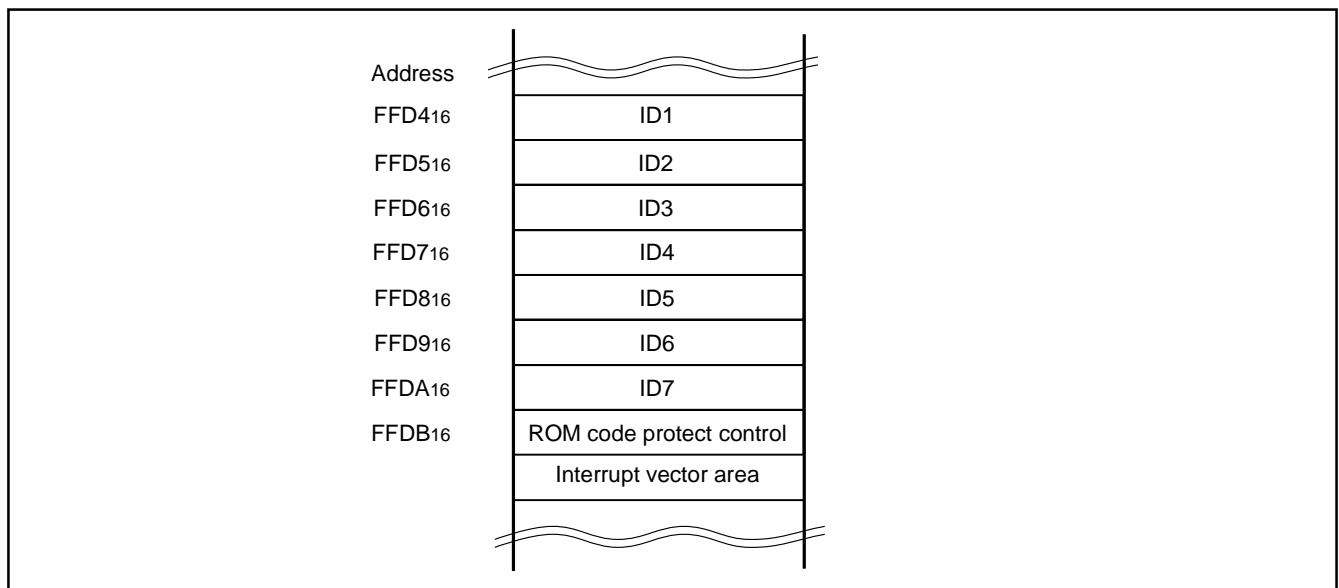 Address
FFD416 ID1
FFD516 ID2
FFD616 ID3
FFD716 ID4
FFD816 ID5
FFD916 ID6
FFDA16 ID7
FFDB16 ROM code protect control
Interrupt vector area